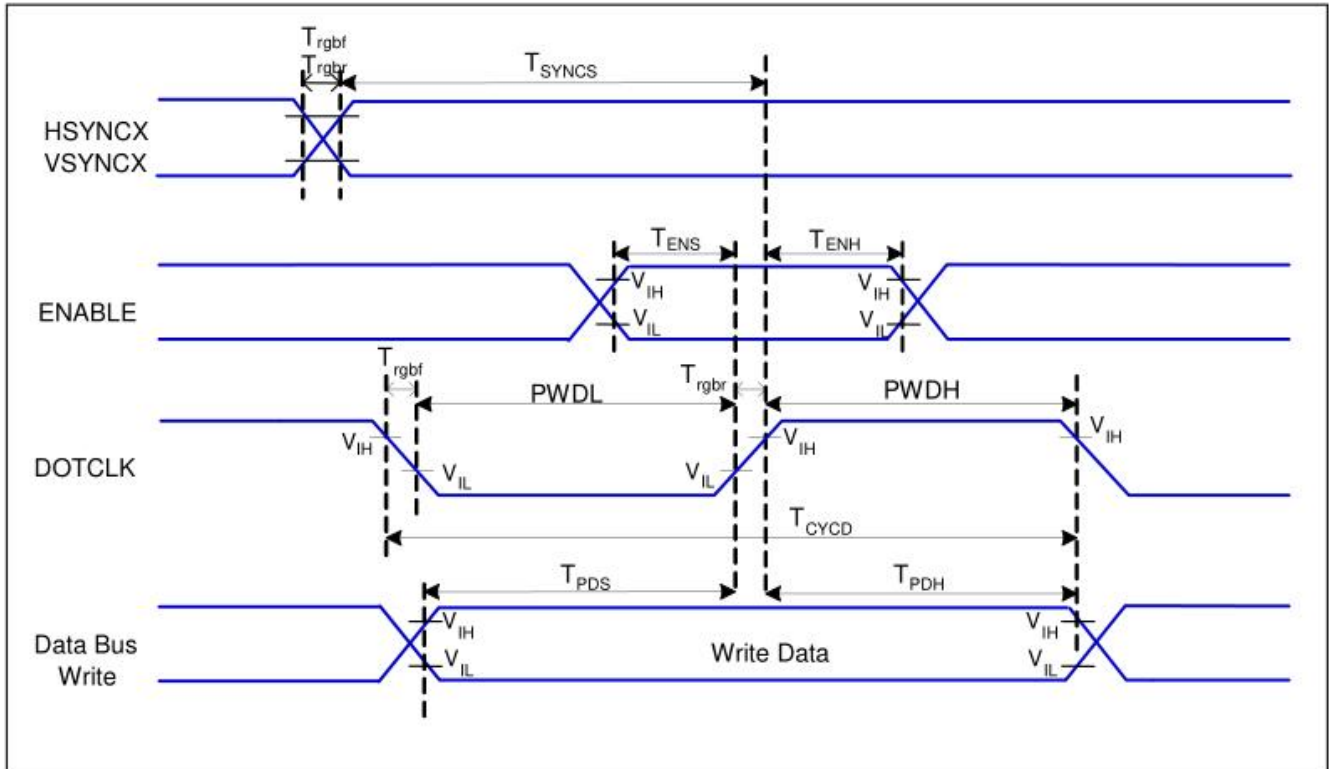 Trgbf
Trgbr
TSYNCS
HSYNCX
VSYNCX
TENS
TENH
VIH
VIH
ENABLE
VIL
VIL
Trgbf
Trgbr
PWDL
PWDH
VIH
VIH
VIH
DOTCLK
VIL
VIL
TCYCD
TPDS
TPDH
VIH
VIH
Data Bus
Write
Write Data
VIL
VIL